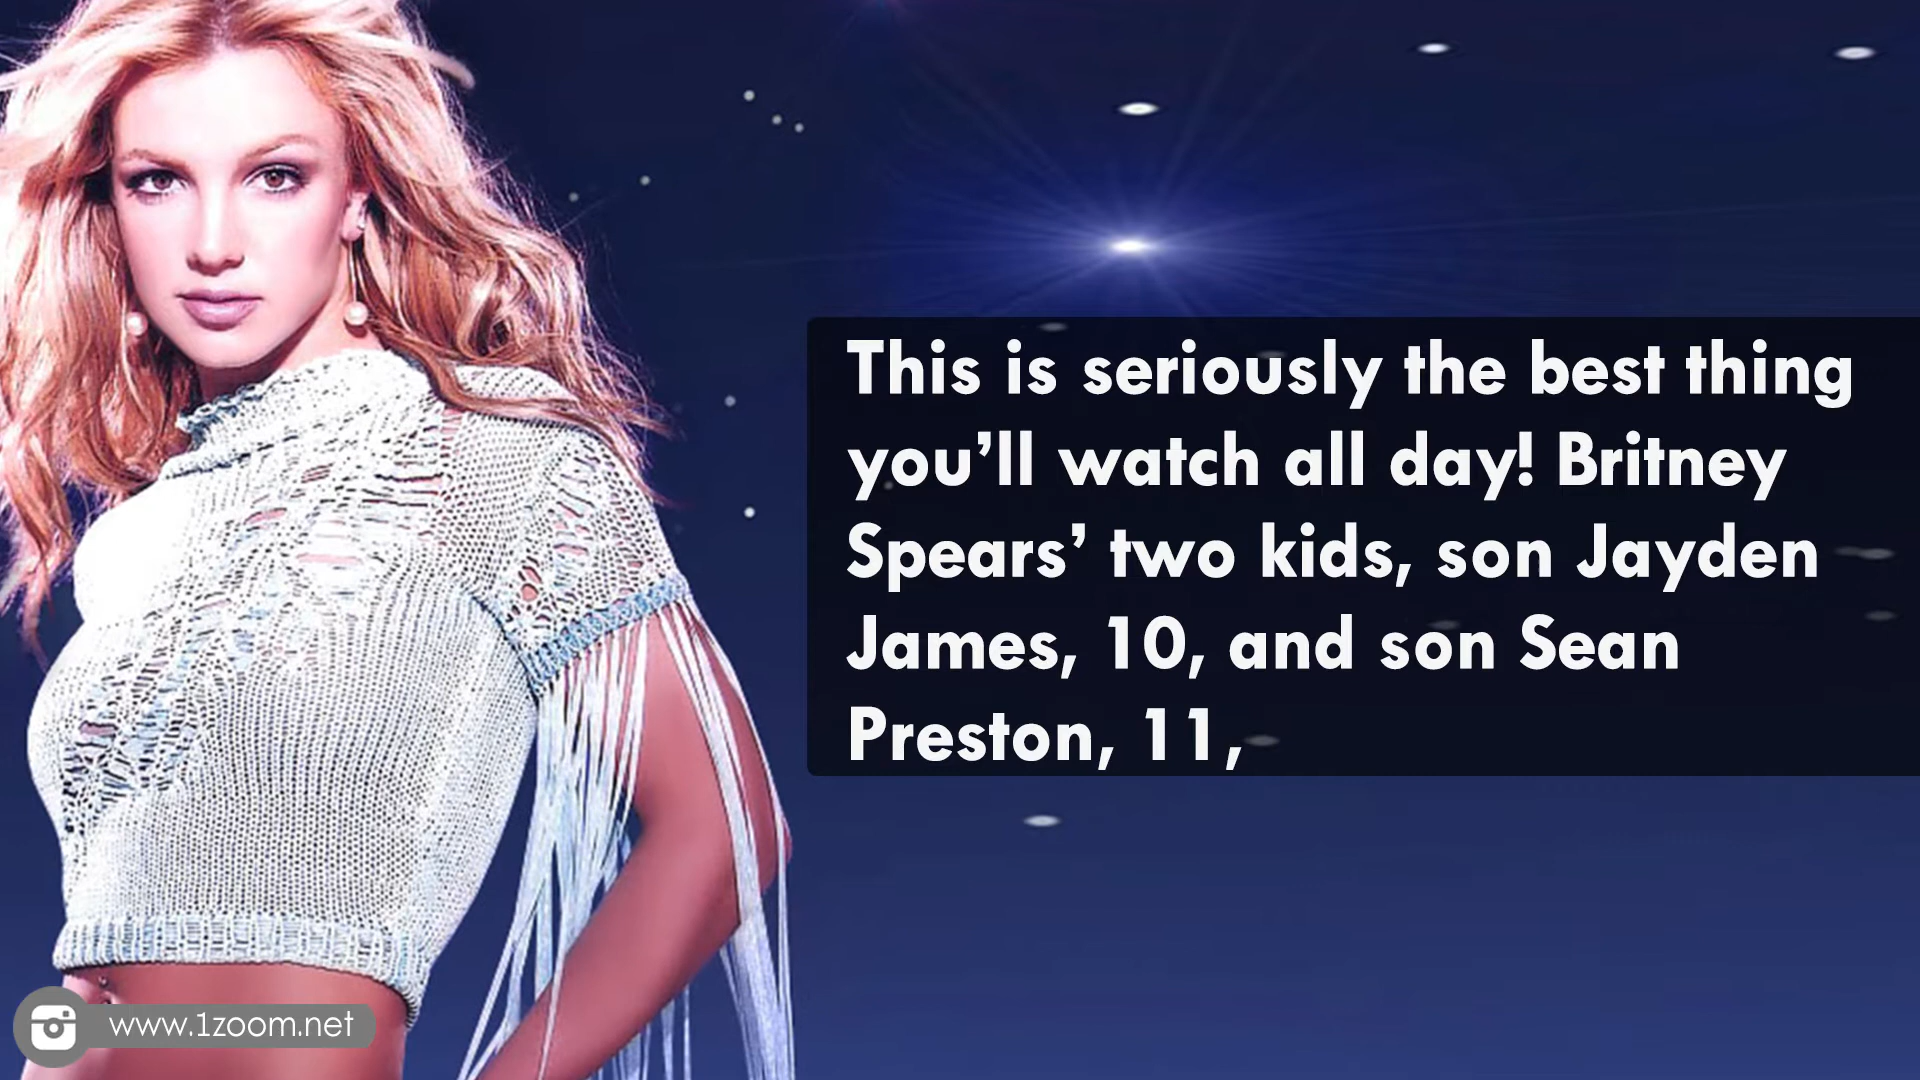 This is seriously the best thing
you’ll watch all day! Britney
Spears’ two kids, son Jayden
James, 10, and son Sean
Preston, 11,
www.1zoom.net